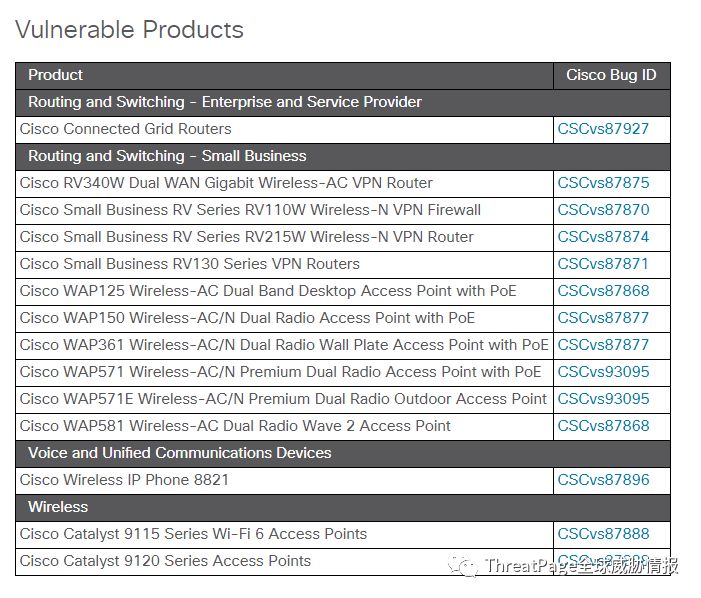 Vulnerable Products
Product Cisco Bug ID
Routing and Switching - Enterprise and Service Provider
Cisco Connected Grid Routers CSCvs87927
Routing and Switching - Small Business
Cisco RV340W Dual WAN Gigabit Wireless-AC VPN Router CSCvs87875
Cisco Small Business RV Series RV110W Wireless-N VPN Firewall CSCvs87870
Cisco Small Business RV Series RV215W Wireless-N VPN Router CSCvs87874
Cisco Small Business RV130 Series VPN Routers CSCvs87871
Cisco WAP125 Wireless-AC Dual Band Desktop Access Point with PoE CSCvs87868
Cisco WAP150 Wireless-AC/N Dual Radio Access Point with PoE CSCvs87877
Cisco WAP361 Wireless-AC/N Dual Radio Wall Plate Access Point with PoE CSCvs87877
Cisco WAP571 Wireless-AC/N Premium Dual Radio Access Point with PoE CSCvs93095
Cisco WAP571E Wireless-AC/N Premium Dual Radio Outdoor Access Point CSCvs93095
Cisco WAP581 Wireless-AC Dual Radio Wave 2 Access Point CSCvs87868
Voice and Unified Communications Devices
Cisco Wireless IP Phone 8821 CSCvs87896
Wireless
Cisco Catalyst 9115 Series Wi-Fi 6 Access Points CSCvs87888
Cisco Catalyst 9120 Series Access Points
ThreatPage全球威胁情报